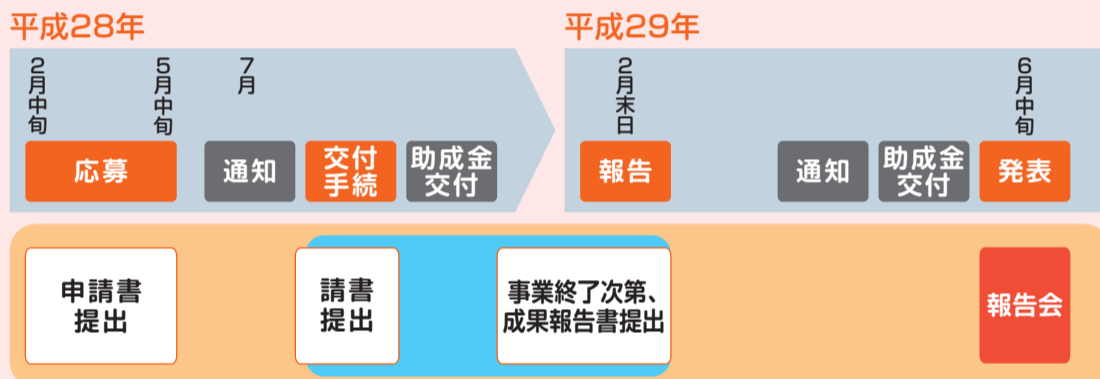 平成28年
平成29年
2月中旬
5月中旬
7月
2月末日
6月中旬
応募
通知
交付
手続
助成金
交付
報告
通知
助成金
交付
発表
申請書
提出
請書
提出
事業終了次第、
成果報告書提出
報告会